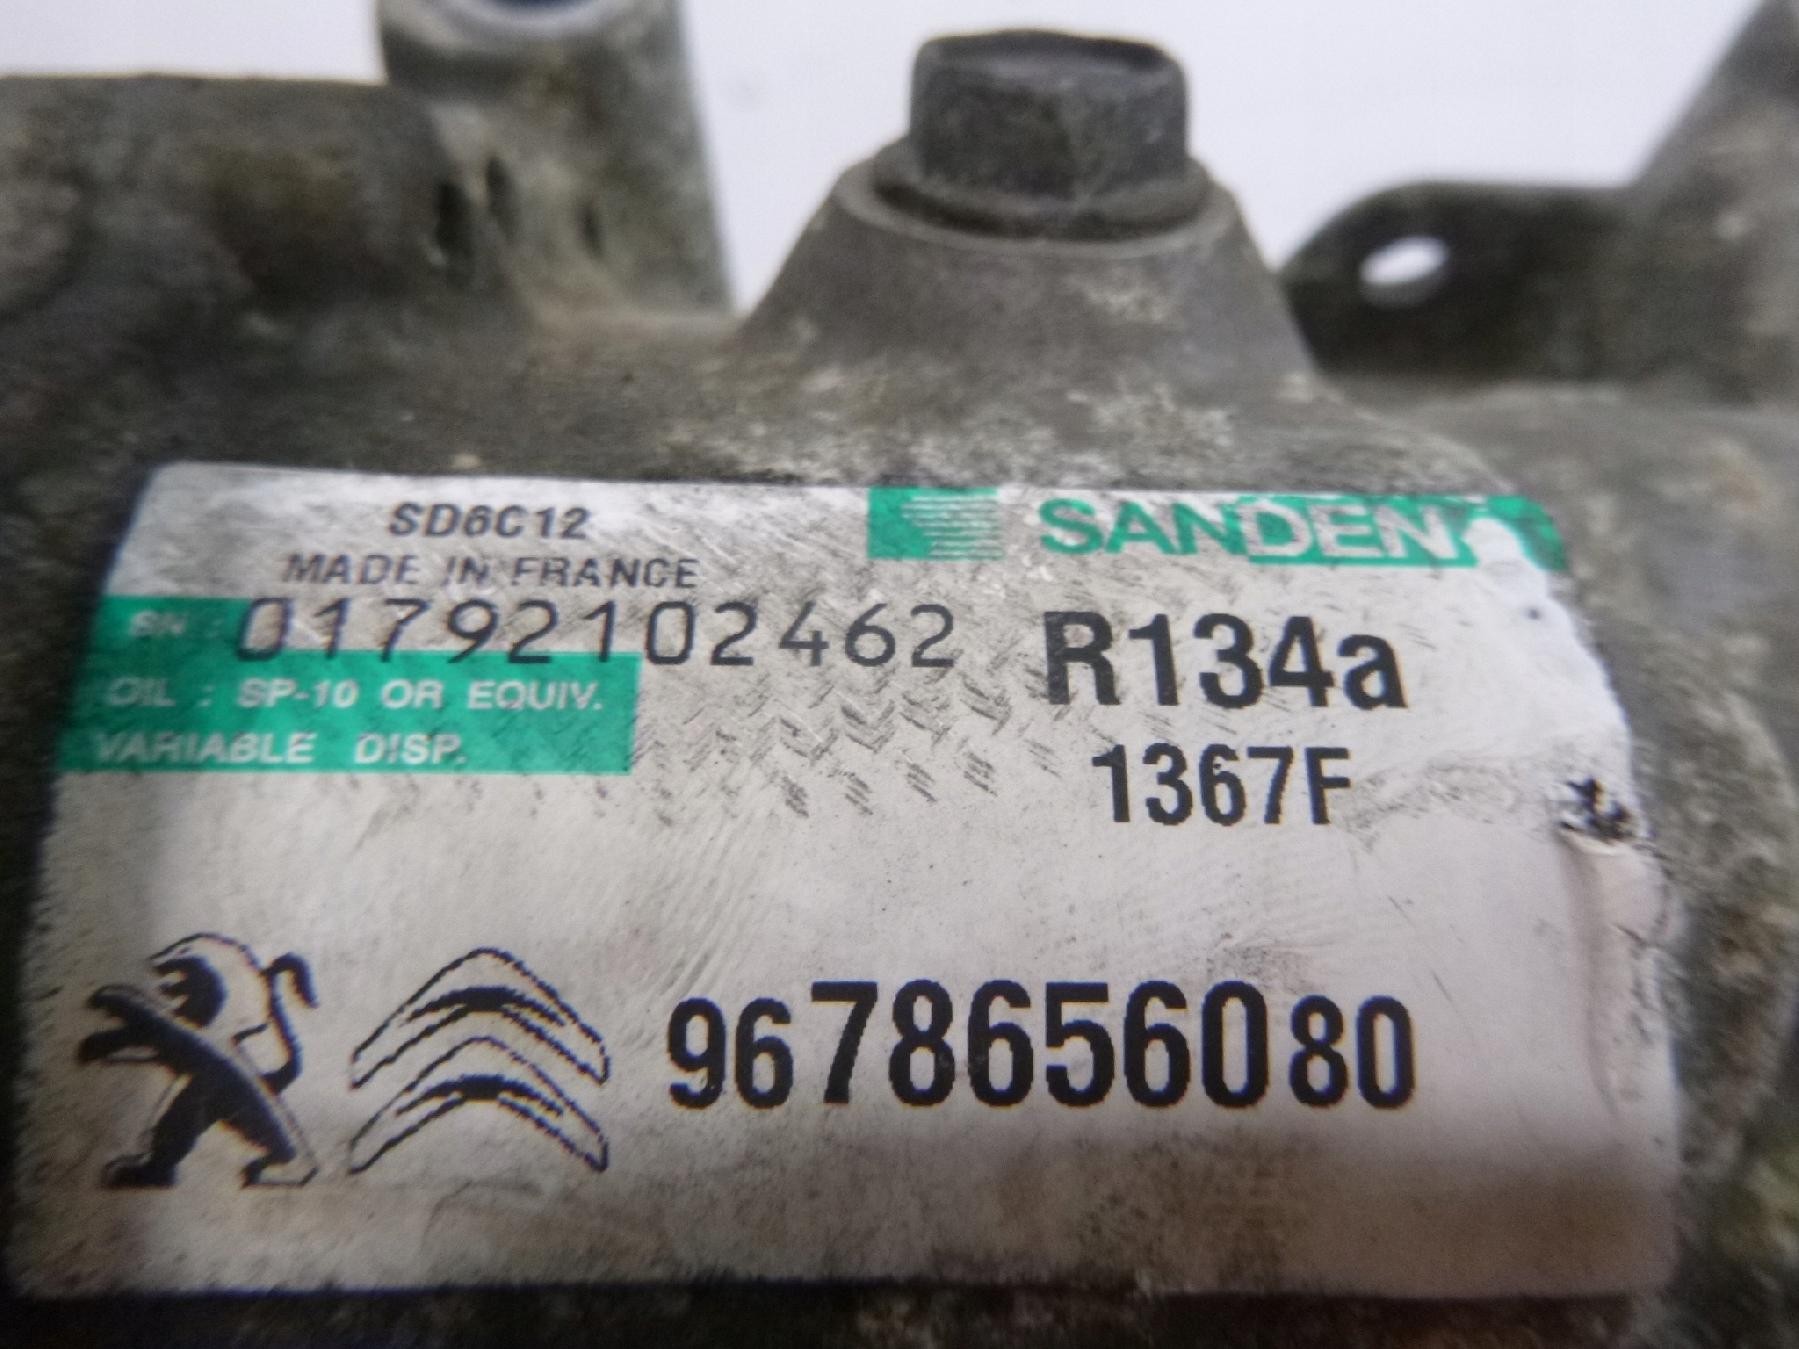 SD6C12
SANDEN
MADE IN FRANCE
SN : 01792102462
R134a
OIL : SP-10 OR EQUIV.
VARIABLE DISP.
1367F
9678656080